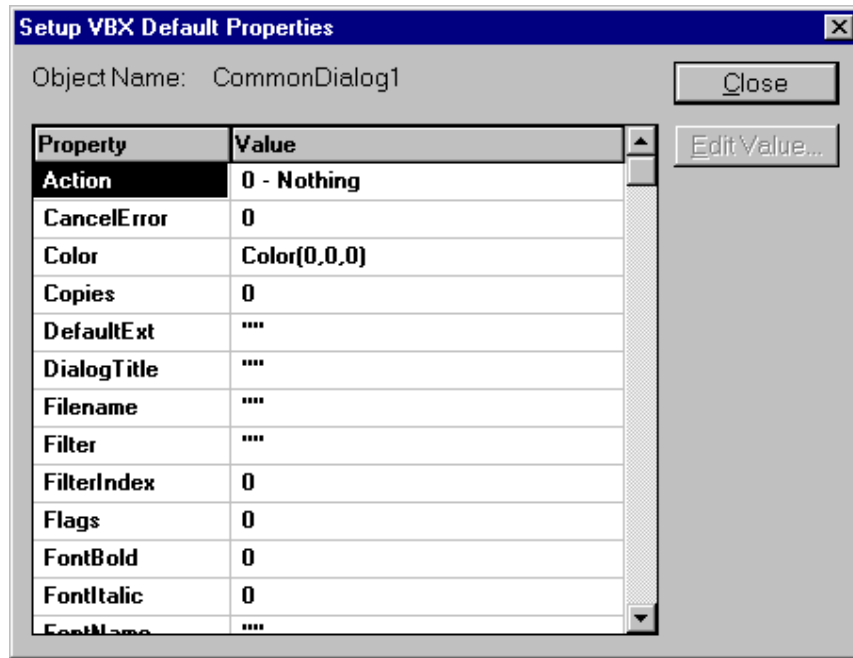 Setup VBX Default Properties
Object Name: CommonDialog1
Close
Edit Value...
Property Value
Action 0 - Nothing
CancelError 0
Color Color(0,0,0)
Copies 0
DefaultExt """"
DialogTitle """"
Filename """"
Filter """"
FilterIndex 0
Flags 0
FontBold 0
FontItalic 0
FontName """"